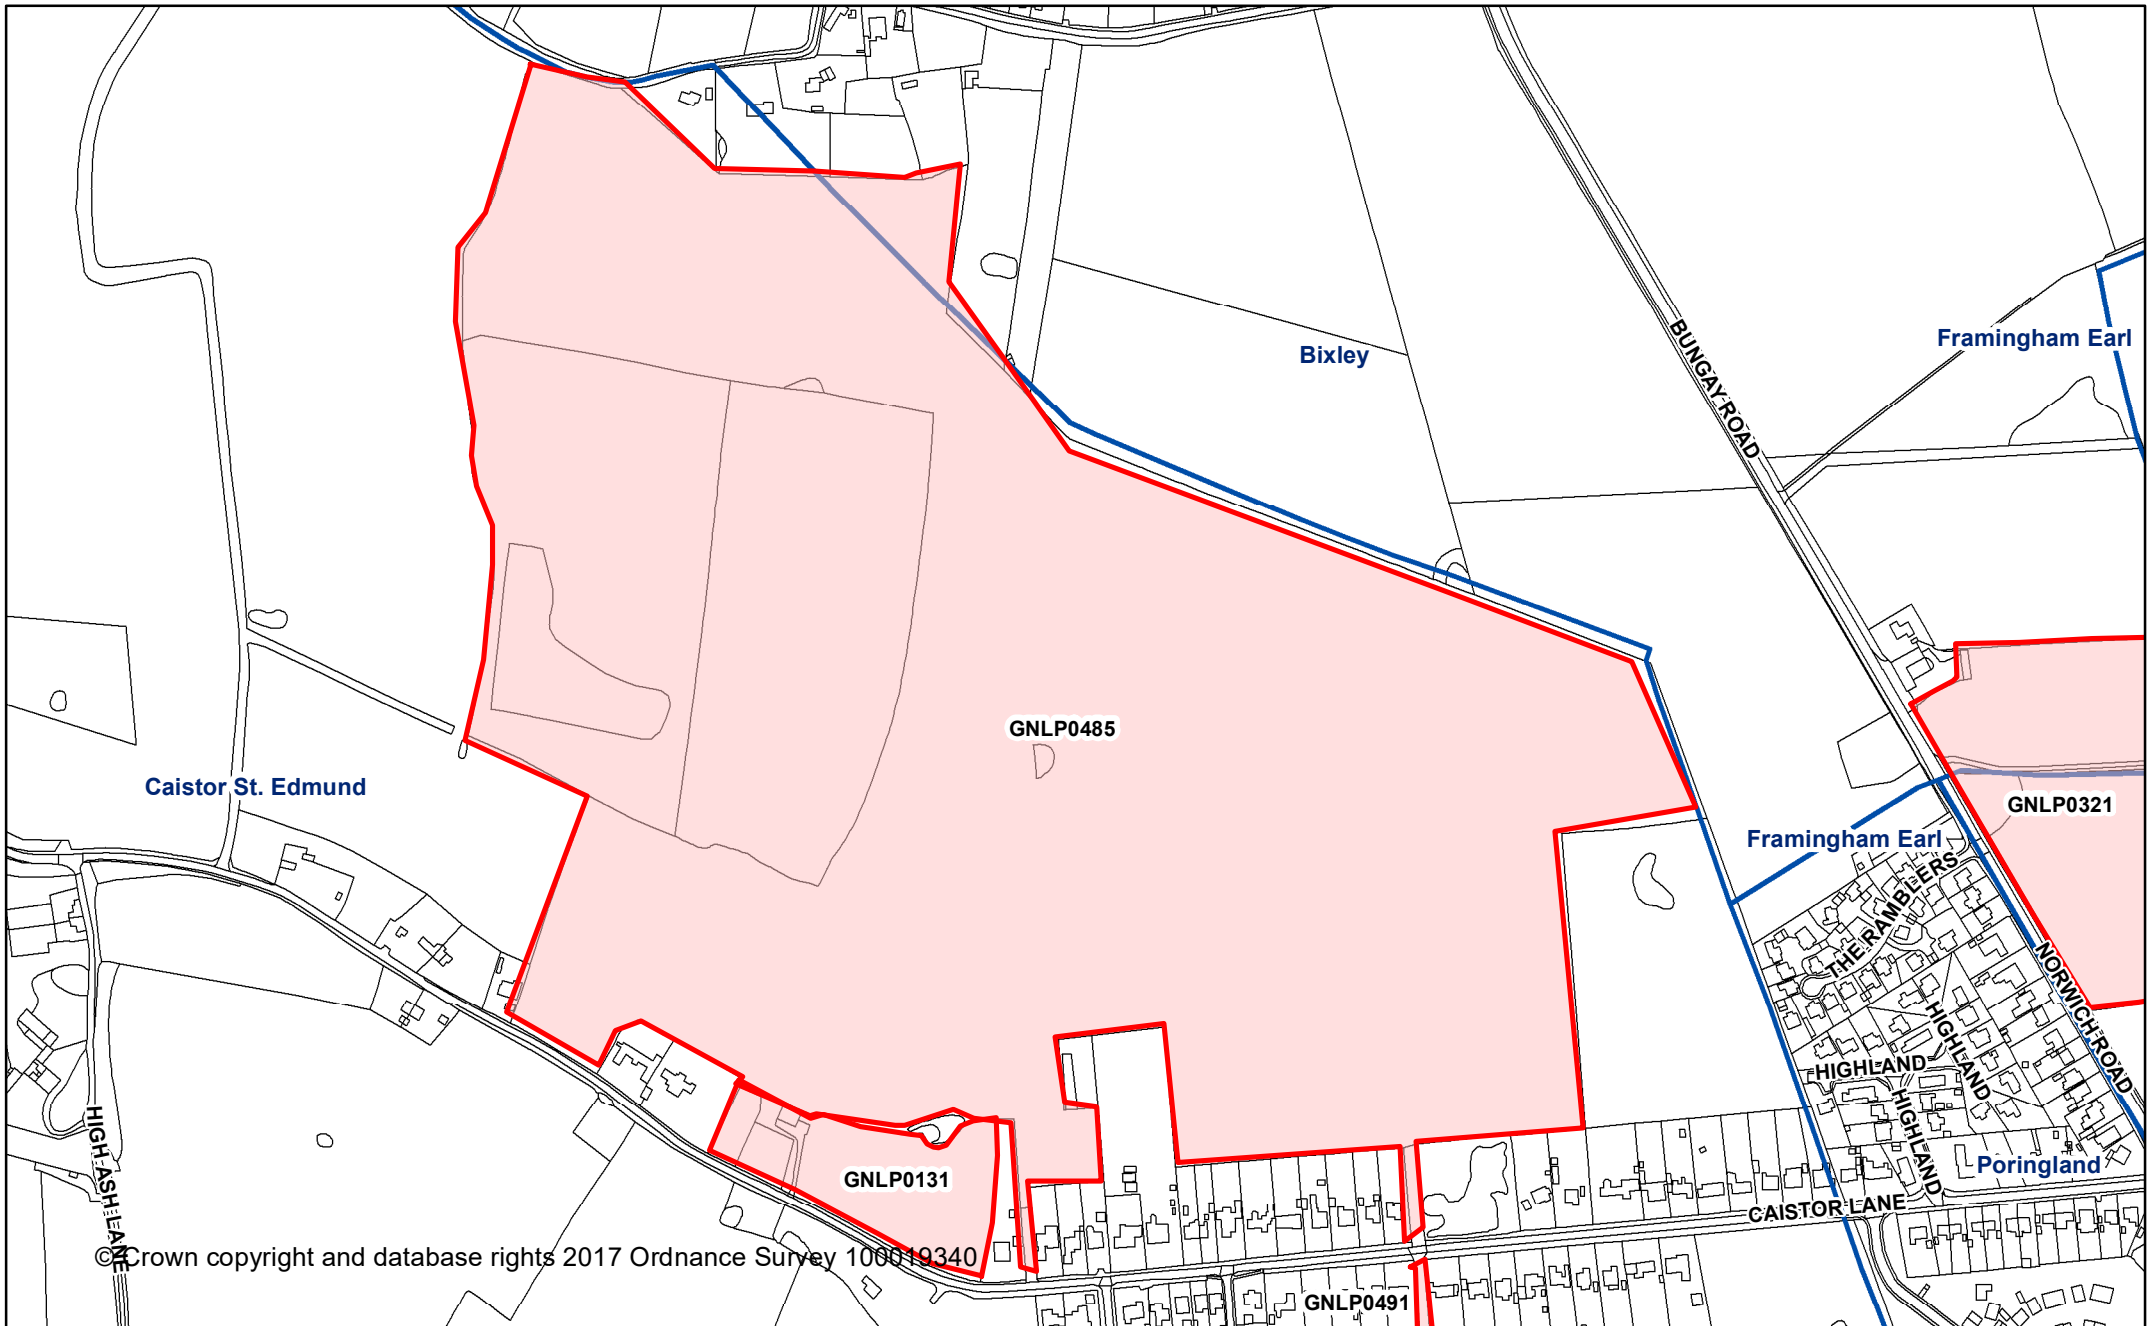 BUNGAY ROAD
Framingham Earl
Bixley
GNLP0485
Caistor St. Edmund
GNLP0321
Framingham Earl
THE RAMBLERS
NORWICH ROAD
HIGHLAND
HIGHLAND
HIGHLAND
HIGH ASH LANE
Poringland
GNLP0131
CAISTOR LANE
© Crown copyright and database rights 2017 Ordnance Survey 100019340
GNLP0491